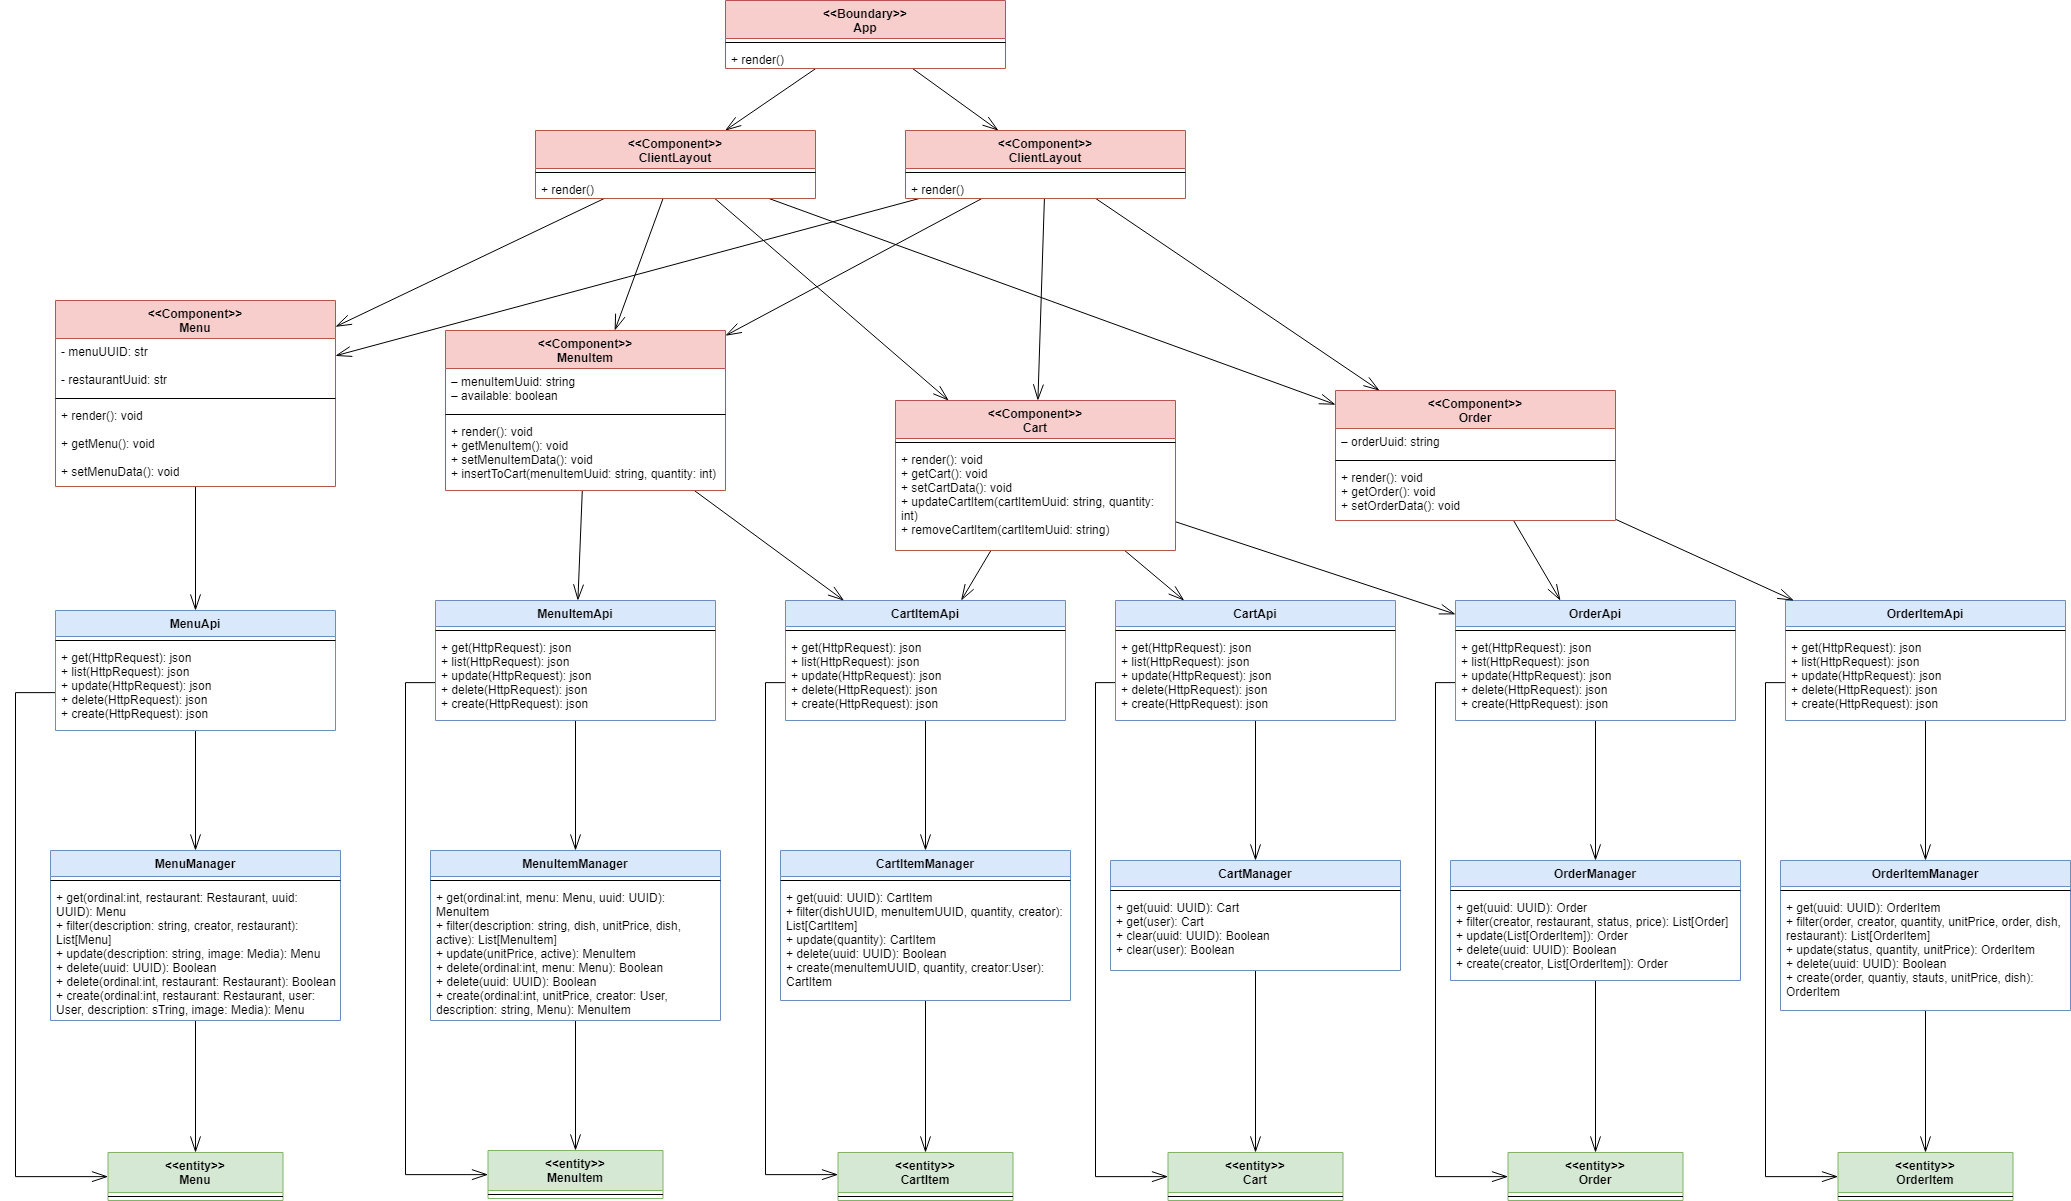 <<Boundary>>
App
+ render()
<<Component>>
ClientLayout
+ render()
<<Component>>
ClientLayout
+ render()
<<Component>>
Menu
- menuUUID: str
- restaurantUuid: str
+ render(): void
+ getMenu(): void
+ setMenuData(): void
<<Component>>
MenuItem
– menuItemUuid: string
– available: boolean
+ render(): void
+ getMenuItem(): void
+ setMenuItemData(): void
+ insertToCart(menuItemUuid: string, quantity: int)
<<Component>>
Cart
+ render(): void
+ getCart(): void
+ setCartData(): void
+ updateCartItem(cartItemUuid: string, quantity:
int)
+ removeCartItem(cartItemUuid: string)
<<Component>>
Order
– orderUuid: string
+ render(): void
+ getOrder(): void
+ setOrderData(): void
MenuApi
+ get(HttpRequest): json
+ list(HttpRequest): json
+ update(HttpRequest): json
+ delete(HttpRequest): json
+ create(HttpRequest): json
MenuItemApi
+ get(HttpRequest): json
+ list(HttpRequest): json
+ update(HttpRequest): json
+ delete(HttpRequest): json
+ create(HttpRequest): json
CartItemApi
+ get(HttpRequest): json
+ list(HttpRequest): json
+ update(HttpRequest): json
+ delete(HttpRequest): json
+ create(HttpRequest): json
CartApi
+ get(HttpRequest): json
+ list(HttpRequest): json
+ update(HttpRequest): json
+ delete(HttpRequest): json
+ create(HttpRequest): json
OrderApi
+ get(HttpRequest): json
+ list(HttpRequest): json
+ update(HttpRequest): json
+ delete(HttpRequest): json
+ create(HttpRequest): json
OrderItemApi
+ get(HttpRequest): json
+ list(HttpRequest): json
+ update(HttpRequest): json
+ delete(HttpRequest): json
+ create(HttpRequest): json
MenuManager
+ get(ordinal:int, restaurant: Restaurant, uuid:
UUID): Menu
+ filter(description: string, creator, restaurant):
List[Menu]
+ update(description: string, image: Media): Menu
+ delete(uuid: UUID): Boolean
+ delete(ordinal:int, restaurant: Restaurant): Boolean
+ create(ordinal:int, restaurant: Restaurant, user:
User, description: sTring, image: Media): Menu
MenuItemManager
+ get(ordinal:int, menu: Menu, uuid: UUID):
MenuItem
+ filter(description: string, dish, unitPrice, dish,
active): List[MenuItem]
+ update(unitPrice, active): MenuItem
+ delete(ordinal:int, menu: Menu): Boolean
+ delete(uuid: UUID): Boolean
+ create(ordinal:int, unitPrice, creator: User,
description: string, Menu): MenuItem
CartItemManager
+ get(uuid: UUID): CartItem
+ filter(dishUUID, menuItemUUID, quantity, creator):
List[CartItem]
+ update(quantity): CartItem
+ delete(uuid: UUID): Boolean
+ create(menuItemUUID, quantity, creator:User):
CartItem
CartManager
+ get(uuid: UUID): Cart
+ get(user): Cart
+ clear(uuid: UUID): Boolean
+ clear(user): Boolean
OrderManager
+ get(uuid: UUID): Order
+ filter(creator, restaurant, status, price): List[Order]
+ update(List[OrderItem]): Order
+ delete(uuid: UUID): Boolean
+ create(creator, List[OrderItem]): Order
OrderItemManager
+ get(uuid: UUID): OrderItem
+ filter(order, creator, quantity, unitPrice, order, dish,
restaurant): List[OrderItem]
+ update(status, quantity, unitPrice): OrderItem
+ delete(uuid: UUID): Boolean
+ create(order, quantiy, stauts, unitPrice, dish):
OrderItem
<<entity>>
Menu
<<entity>>
MenuItem
<<entity>>
CartItem
<<entity>>
Cart
<<entity>>
Order
<<entity>>
OrderItem